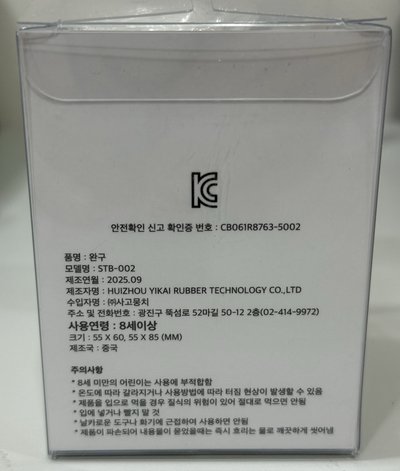 KC
안전확인 신고 확인증 번호 : CB061R8763-5002
품명 : 완구
모델명 : STB-002
제조연월 : 2025.09
제조자명 : HUIZHOU YIKAI RUBBER TECHNOLOGY CO.,LTD
수입자명 : ㈜사고뭉치
주소 및 전화번호 : 광진구 뚝섬로 52마길 50-12 2층(02-414-9972)
사용연령 : 8세이상
크기 : 55 X 60, 55 X 85 (MM)
제조국 : 중국
주의사항
* 8세 미만의 어린이는 사용에 부적합함
* 온도에 따라 갈라지거나 사용방법에 따라 터짐 현상이 발생할 수 있음
* 제품을 입으로 먹을 경우 질식의 위험이 있어 절대로 먹으면 안됨
* 입에 넣거나 빨지 말 것
* 날카로운 도구나 화기에 근접하여 사용하면 안됨
* 제품이 파손되어 내용물이 묻었을때는 즉시 흐리는 물로 깨끗하게 씻어냄